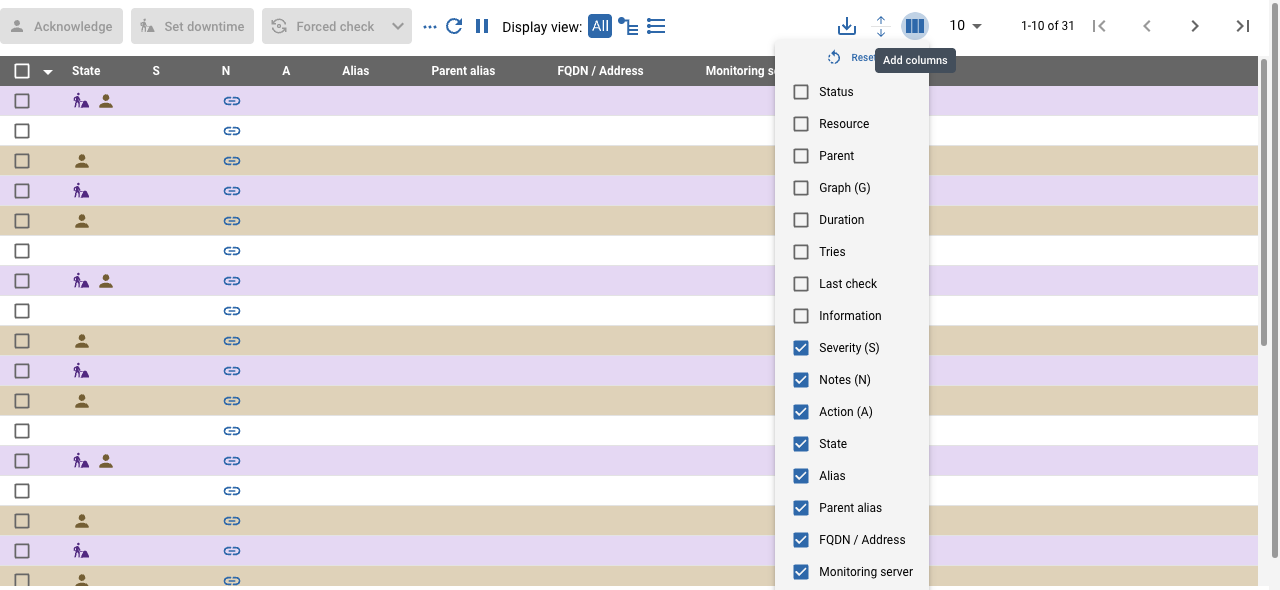 Acknowledge
Set downtime
Forced check
Display view:
All
10
1-10 of 31
State
S
N
A
Alias
Parent alias
FQDN / Address
Monitoring se
Reset
Add columns
Status
Resource
Parent
Graph (G)
Duration
Tries
Last check
Information
Severity (S)
Notes (N)
Action (A)
State
Alias
Parent alias
FQDN / Address
Monitoring server